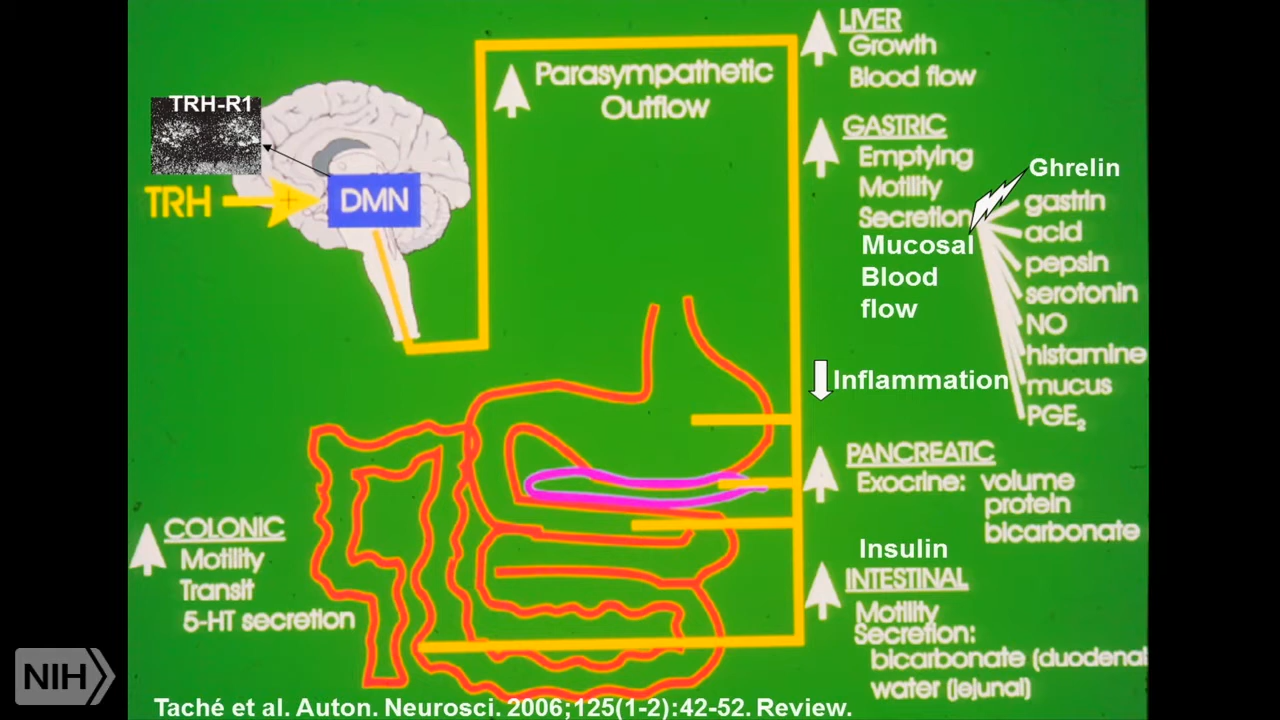 TRH-R1
TRH
DMN
Parasympathetic
Outflow
LIVER
Growth
Blood flow
GASTRIC
Emptying
Motility
Secretion
Mucosal
Blood
flow
Ghrelin
gastrin
acid
pepsin
serotonin
NO
histamine
mucus
PGE₂
Inflammation
PANCREATIC
Exocrine: volume
protein
bicarbonate
Insulin
INTESTINAL
Motility
Secretion:
bicarbonate (duodenal
water (jejunal)
COLONIC
Motility
Transit
5-HT secretion
NIH
Taché et al. Auton. Neurosci. 2006;125(1-2):42-52. Review.